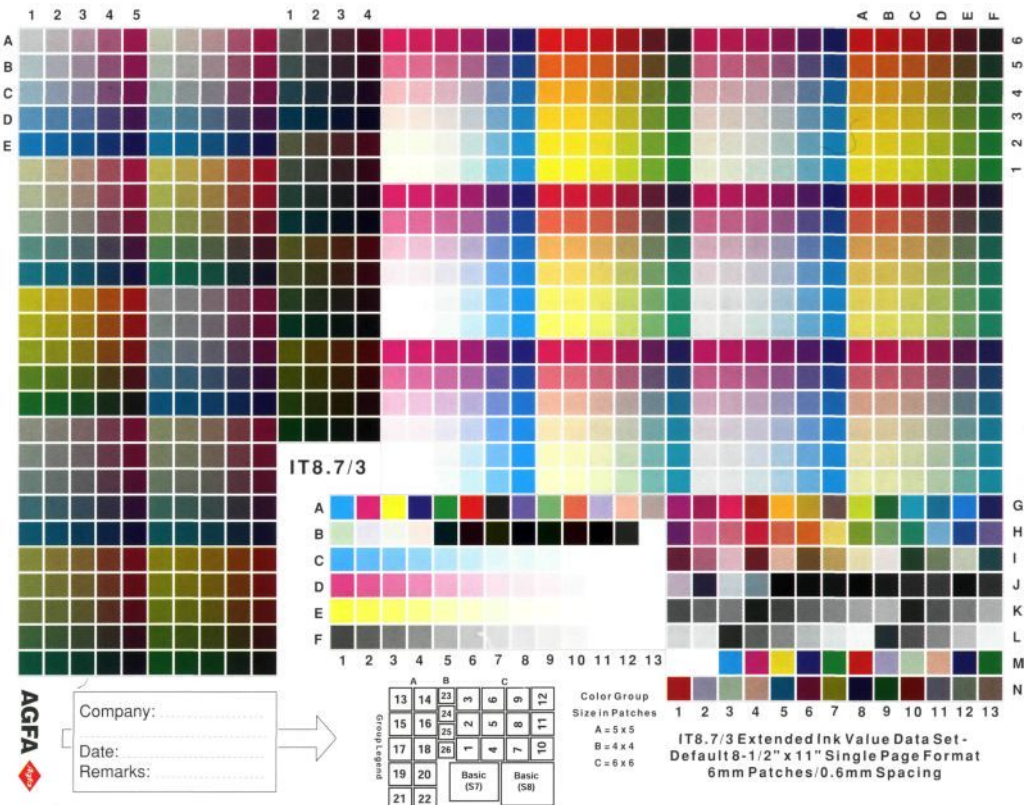 1 2 3 4 5
1 2 3 4
A B C D E F
A
B
C
D
E
6
5
4
3
2
1
IT8.7/3
A
B
C
D
E
F
1 2 3 4 5 6 7 8 9 10 11 12 13
G
H
I
J
K
L
M
N
1 2 3 4 5 6 7 8 9 10 11 12 13
AGFA
Agfa
Company:
Date:
Remarks:
Group Legend
A B C
13 14 23 3 6 9 12
24
15 16 2 5 8 11
25
17 18 26 1 4 7 10
19 20
21 22
Basic
(S7)
Basic
(S8)
Color Group
Size in Patches
A = 5 x 5
B = 4 x 4
C = 6 x 6
IT8.7/3 Extended Ink Value Data Set -
Default 8-1/2" x 11" Single Page Format
6mm Patches/0.6mm Spacing